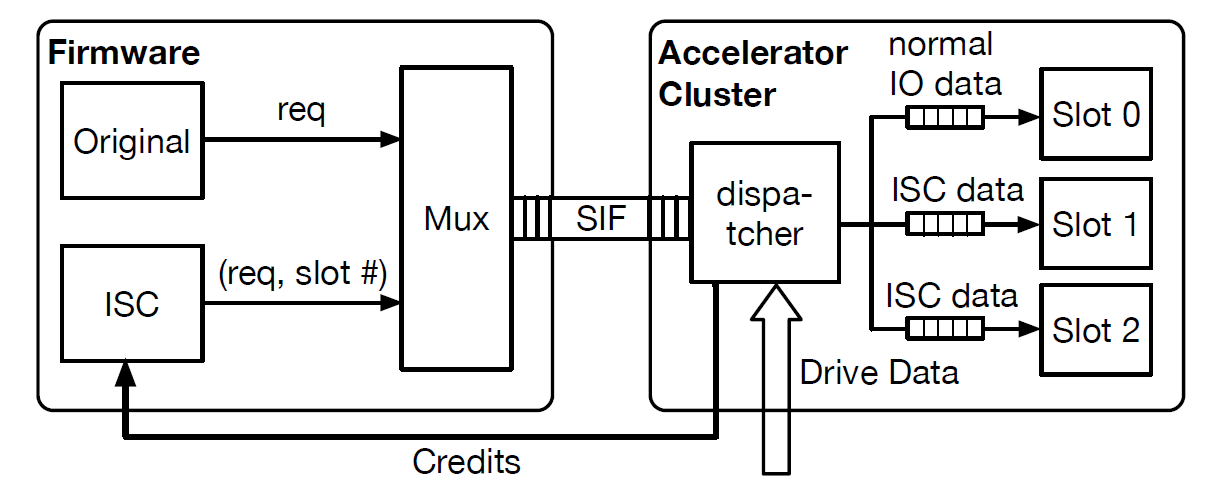 Firmware
Original
req
Mux
ISC
(req, slot #)
SIF
Accelerator
Cluster
dispa-
tcher
normal
IO data
Slot 0
ISC data
Slot 1
ISC data
Slot 2
Drive Data
Credits